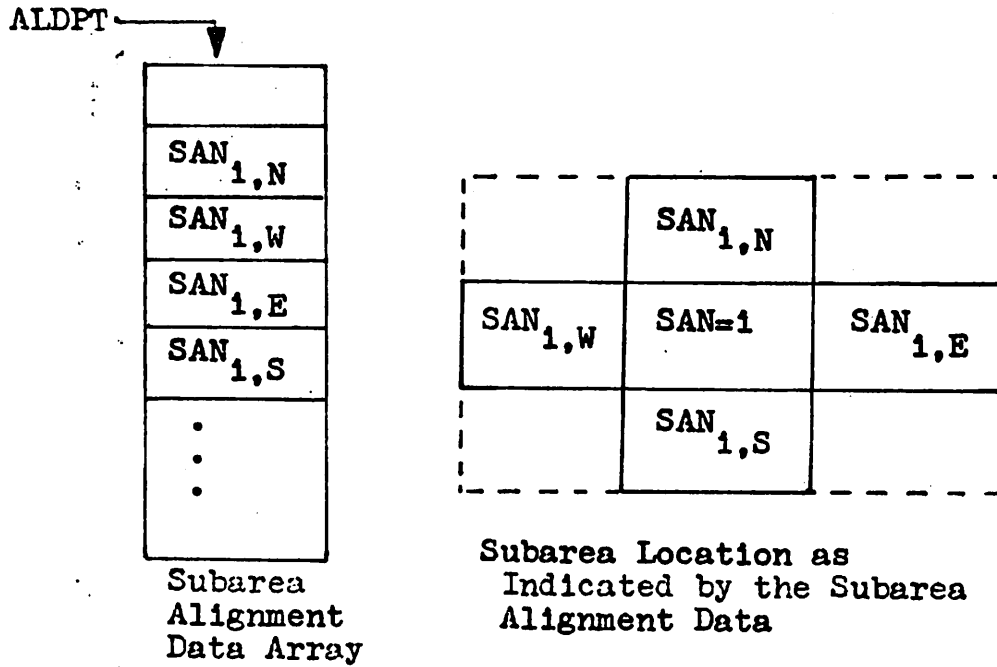 ALDPT
SAN1,N
SAN1,W
SAN1,E
SAN1,S
Subarea
Alignment
Data Array
SAN1,N
SAN1,W SAN=1 SAN1,E
SAN1,S
Subarea Location as
Indicated by the Subarea
Alignment Data